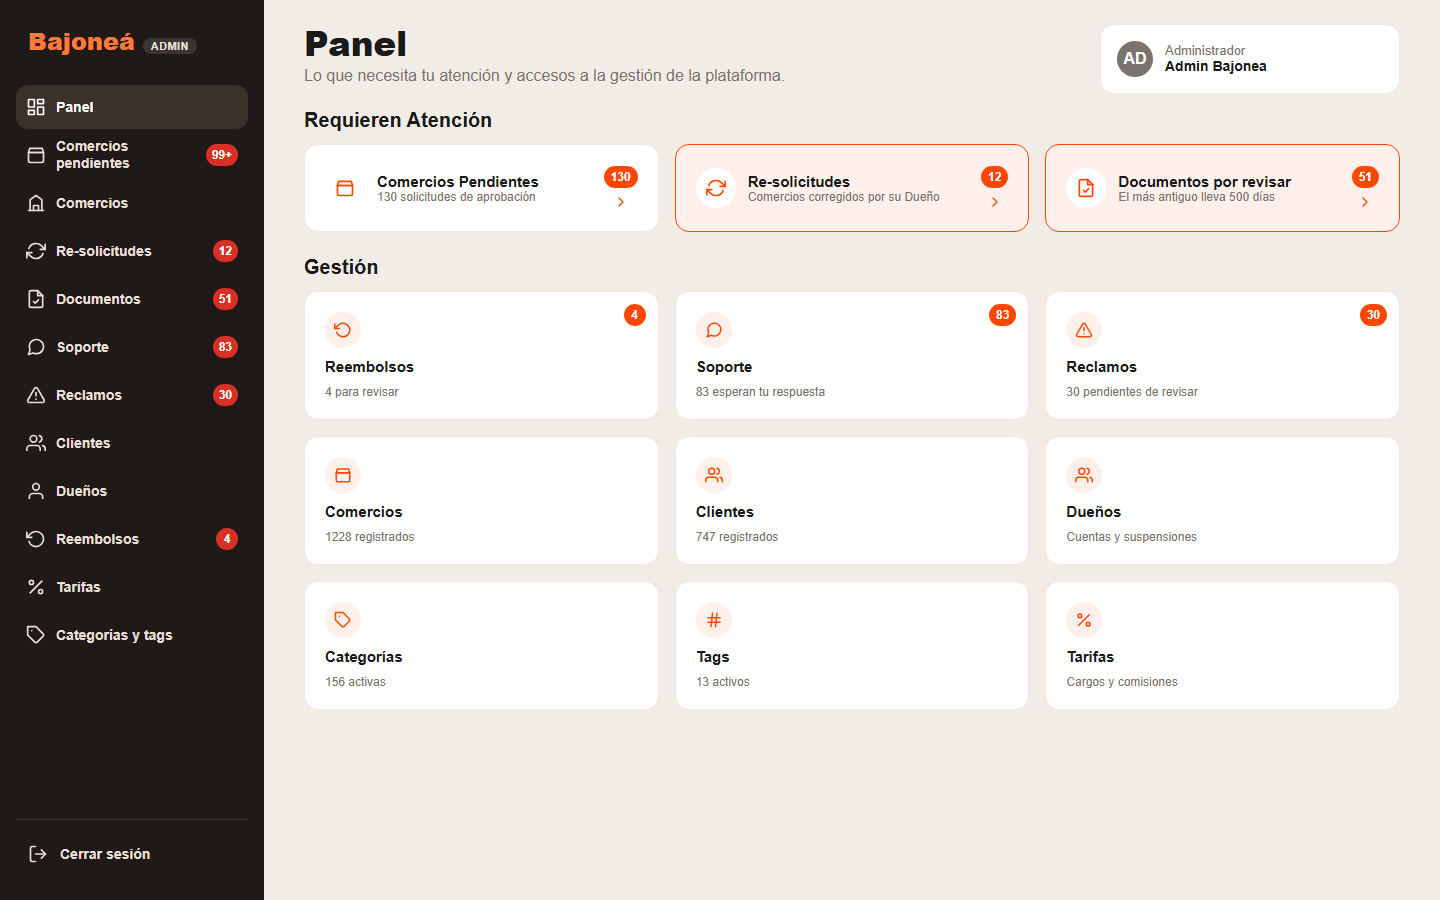 Bajoneá ADMIN
Panel
Comercios
pendientes
99+
Comercios
Re-solicitudes 12
Documentos 51
Soporte 83
Reclamos 30
Clientes
Dueños
Reembolsos 4
Tarifas
Categorías y tags
Cerrar sesión
Panel
Lo que necesita tu atención y accesos a la gestión de la plataforma.
AD
Administrador
Admin Bajonea
Requieren Atención
Comercios Pendientes
130 solicitudes de aprobación
130
Re-solicitudes
Comercios corregidos por su Dueño
12
Documentos por revisar
El más antiguo lleva 500 días
51
Gestión
4
Reembolsos
4 para revisar
83
Soporte
83 esperan tu respuesta
30
Reclamos
30 pendientes de revisar
Comercios
1228 registrados
Clientes
747 registrados
Dueños
Cuentas y suspensiones
Categorías
156 activas
Tags
13 activos
Tarifas
Cargos y comisiones